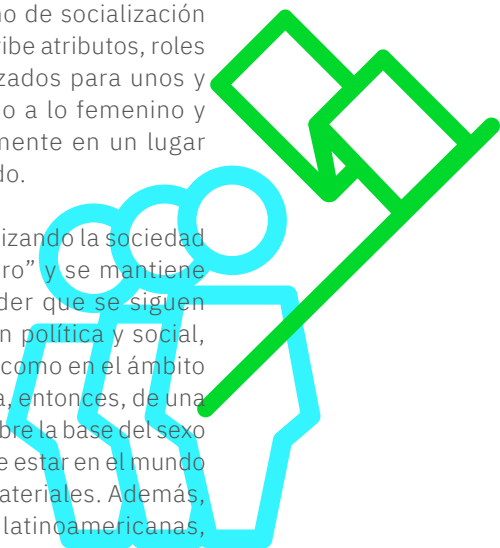 no de socialización
ribe atributos, roles
zados para unos y
o a lo femenino y
mente en un lugar
do.
izando la sociedad
ro” y se mantiene
der que se siguen
n política y social,
como en el ámbito
a, entonces, de una
bre la base del sexo
e estar en el mundo
ateriales. Además,
latinoamericanas,